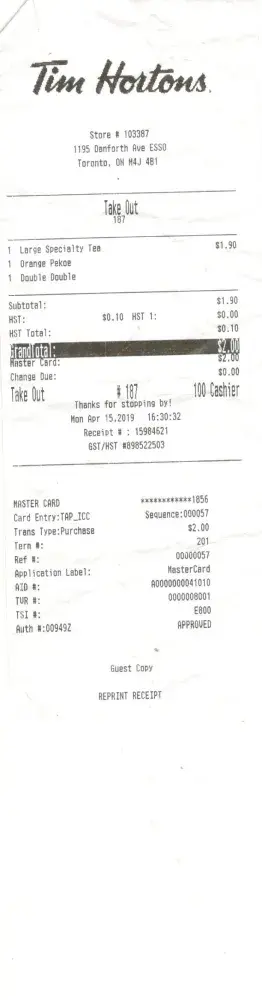 Tim Hortons.
Store # 103387
1195 Danforth Ave ESSO
Toronto, ON M4J 4B1
Take Out
187
1 Large Specialty Tea $1.90
1 Orange Pekoe
1 Double Double
Subtotal: $1.90
HST: $0.10 HST 1: $0.00
HST Total: $0.10
GrandTotal: $2.00
Master Card: $2.00
Change Due: $0.00
Take Out # 187 100 Cashier
Thanks for stopping by!
Mon Apr 15.2019 16:30:32
Receipt # : 15984621
GST/HST #898522503
MASTER CARD ************1856
Card Entry:TAP_ICC Sequence:000057
Trans Type:Purchase $2.00
Term #: 201
Ref #: 00000057
Application Label: MasterCard
AID #: A0000000041010
TVR #: 0000008001
TSI #: E800
Auth #:00949Z APPROVED
Guest Copy
REPRINT RECEIPT